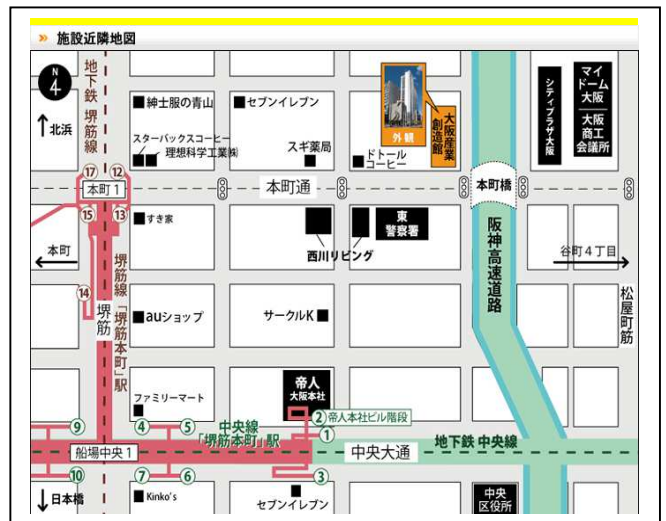 » 施設近隣地図
N
4
↑北浜
地下鉄 堺筋線
■紳士服の青山
■セブンイレブン
スターバックスコーヒー
理想科学工業㈱
スギ薬局
ドトール
コーヒー
外観
大阪産業
創造館
シティプラザ大阪
マイ
ドーム
大阪
大阪
商工
会議所
⑰
⑫
本町1
本町通
本町橋
⑮
⑬
■すき家
西川リビング
東
警察署
阪神高速道路
本町
←
谷町4丁目
→
⑭
堺筋
堺筋線「堺筋本町」駅
■auショップ
サークルK■
松屋町筋
ファミリーマート
帝人
大阪本社
②帝人本社ビル階段
⑨
④
⑤
中央線
「堺筋本町」駅
①
船場中央1
中央大通
地下鉄 中央線
⑩
⑦
⑥
③
↓日本橋
■Kinko's
セブンイレブン
中央
区役所